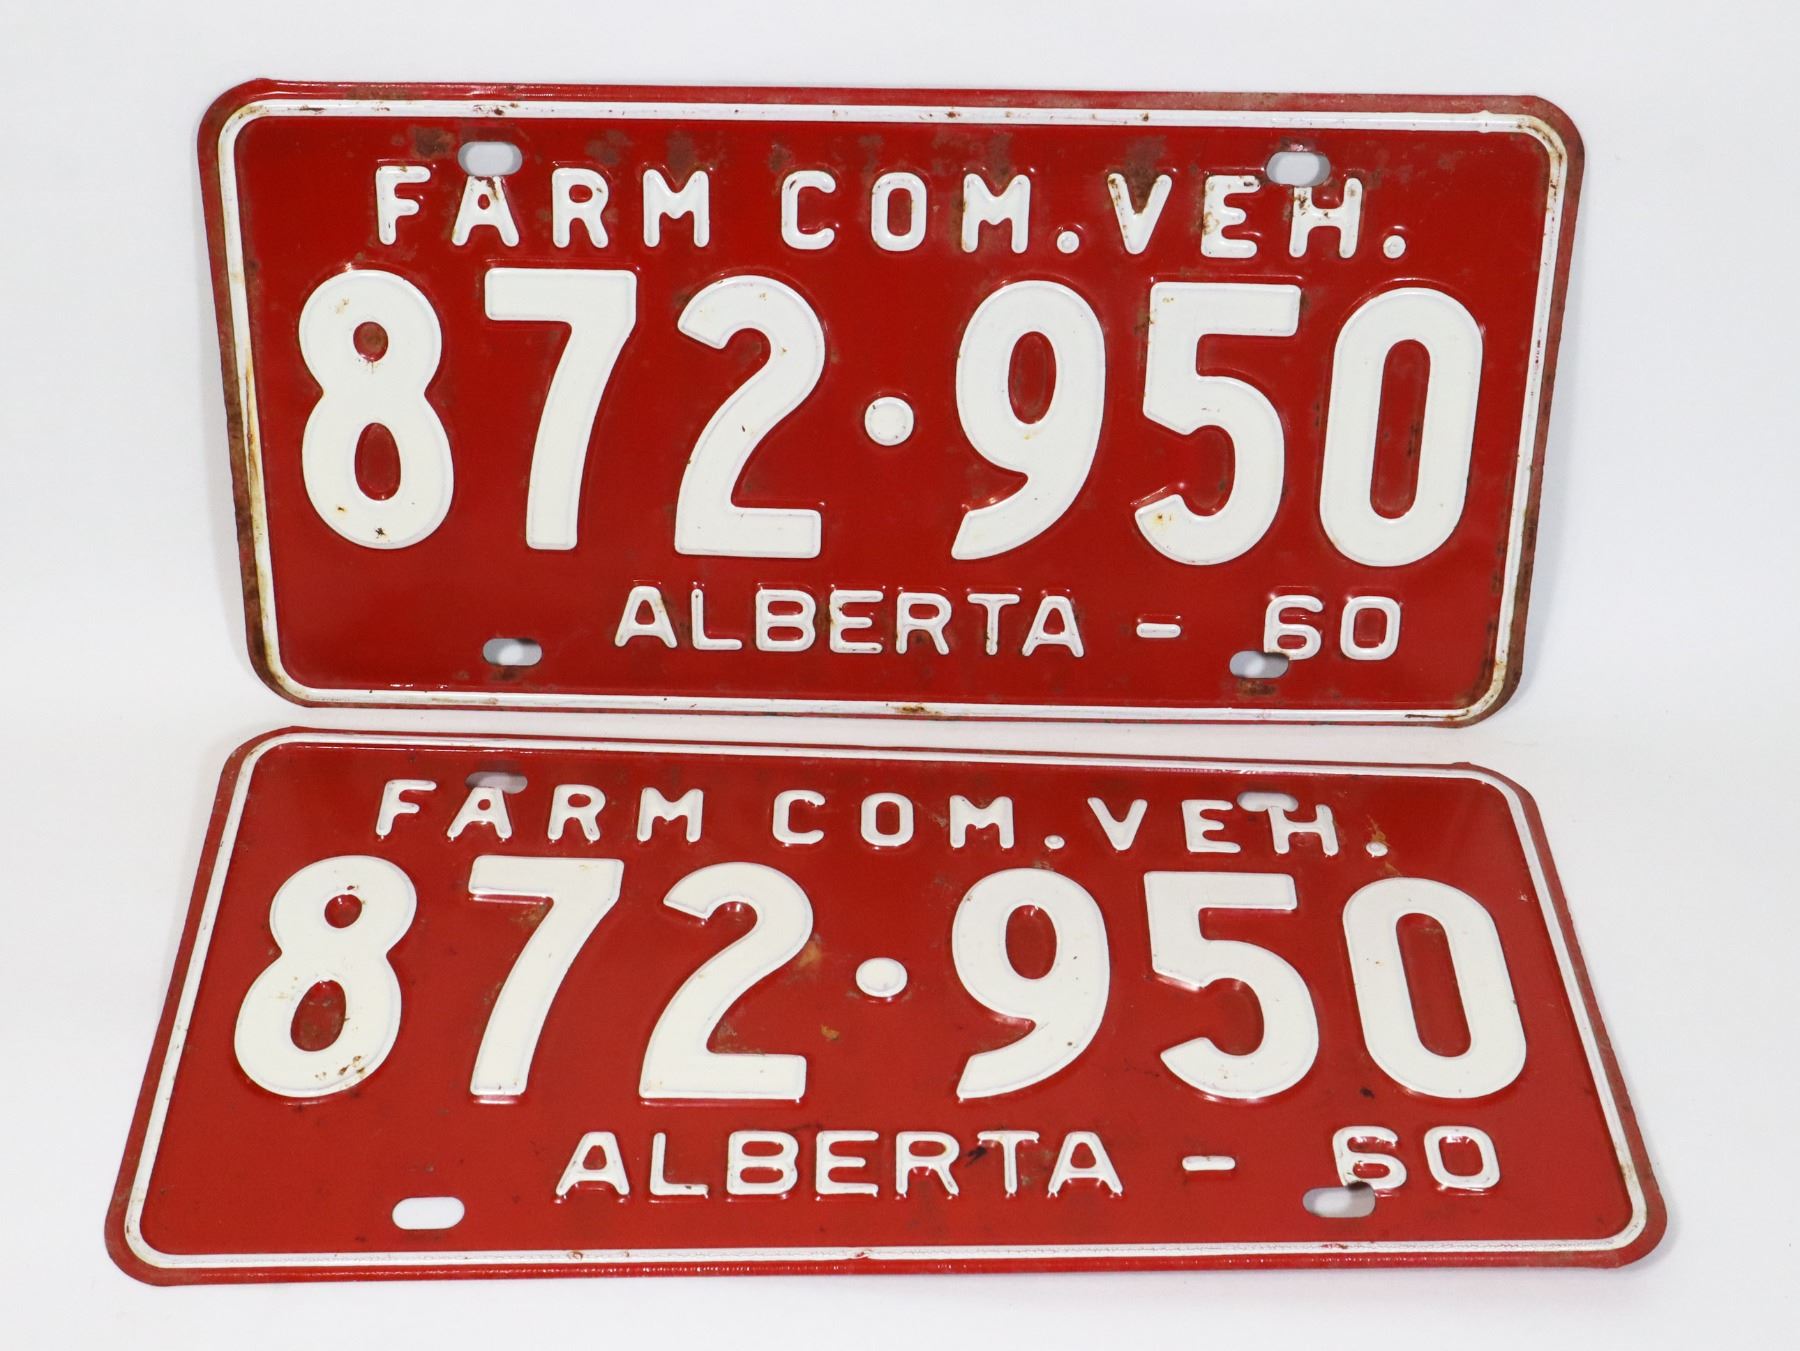 FARM COM. VEH.
872·950
ALBERTA - 60
FARM COM. VEH.
872·950
ALBERTA - 60